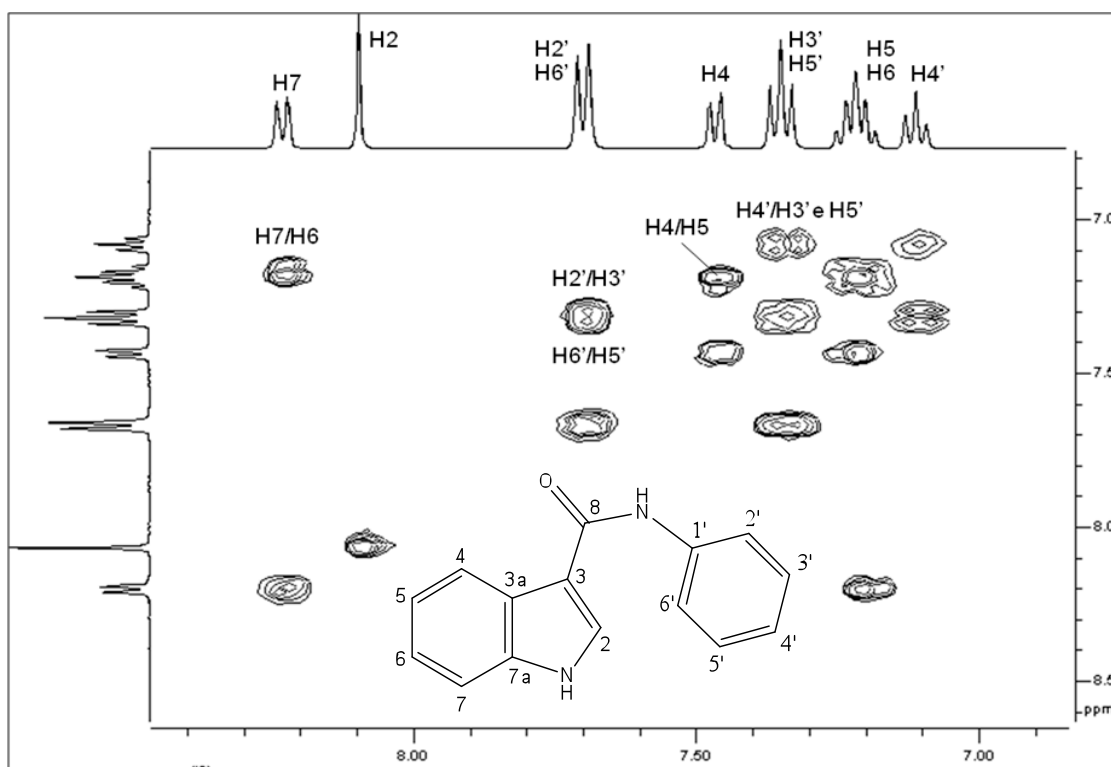 H7
H2
H2'
H6'
H4
H3'
H5'
H5
H6
H4'
H7/H6
H2'/H3'
H6'/H5'
H4/H5
H4'/H3' e H5'
7.0
7.5
8.0
8.5
ppm
O
8
H
N
1'
2'
3'
4'
5'
6'
4
5
6
7
3a
3
2
7a
N
H
8.00
7.50
7.00